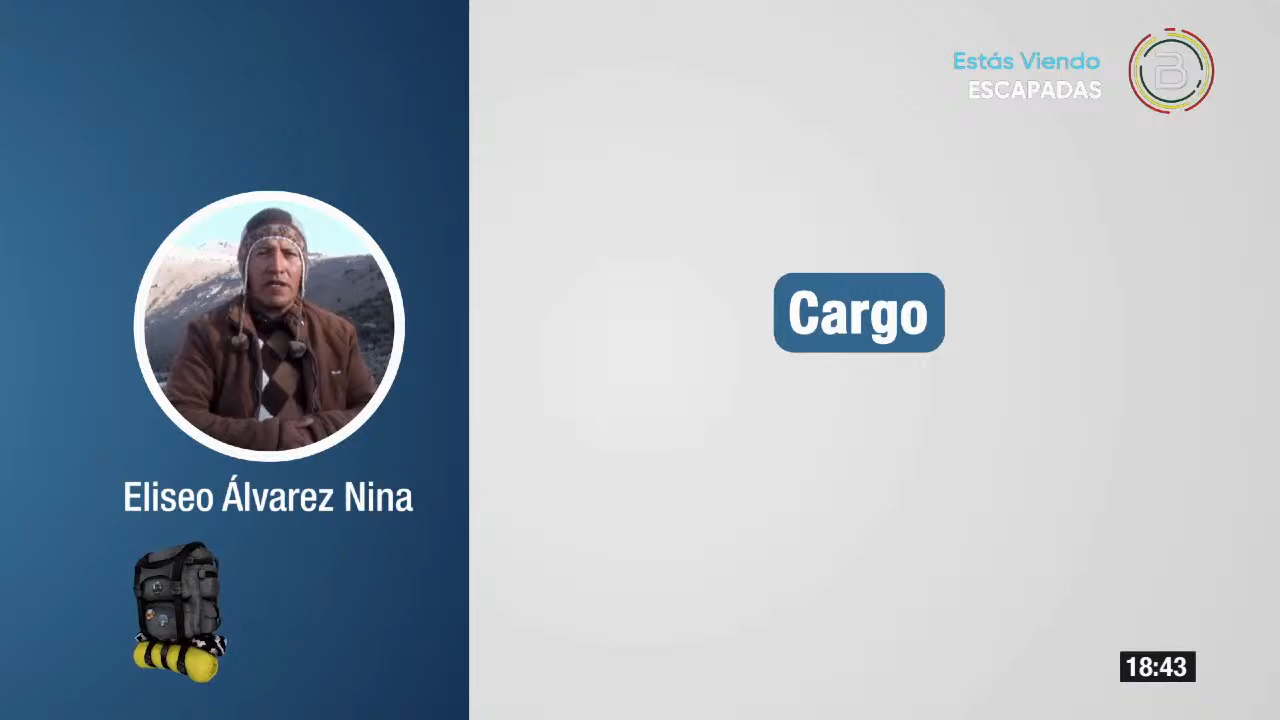 Estás Viendo
ESCAPADAS
B
Cargo
Eliseo Álvarez Nina
18:43